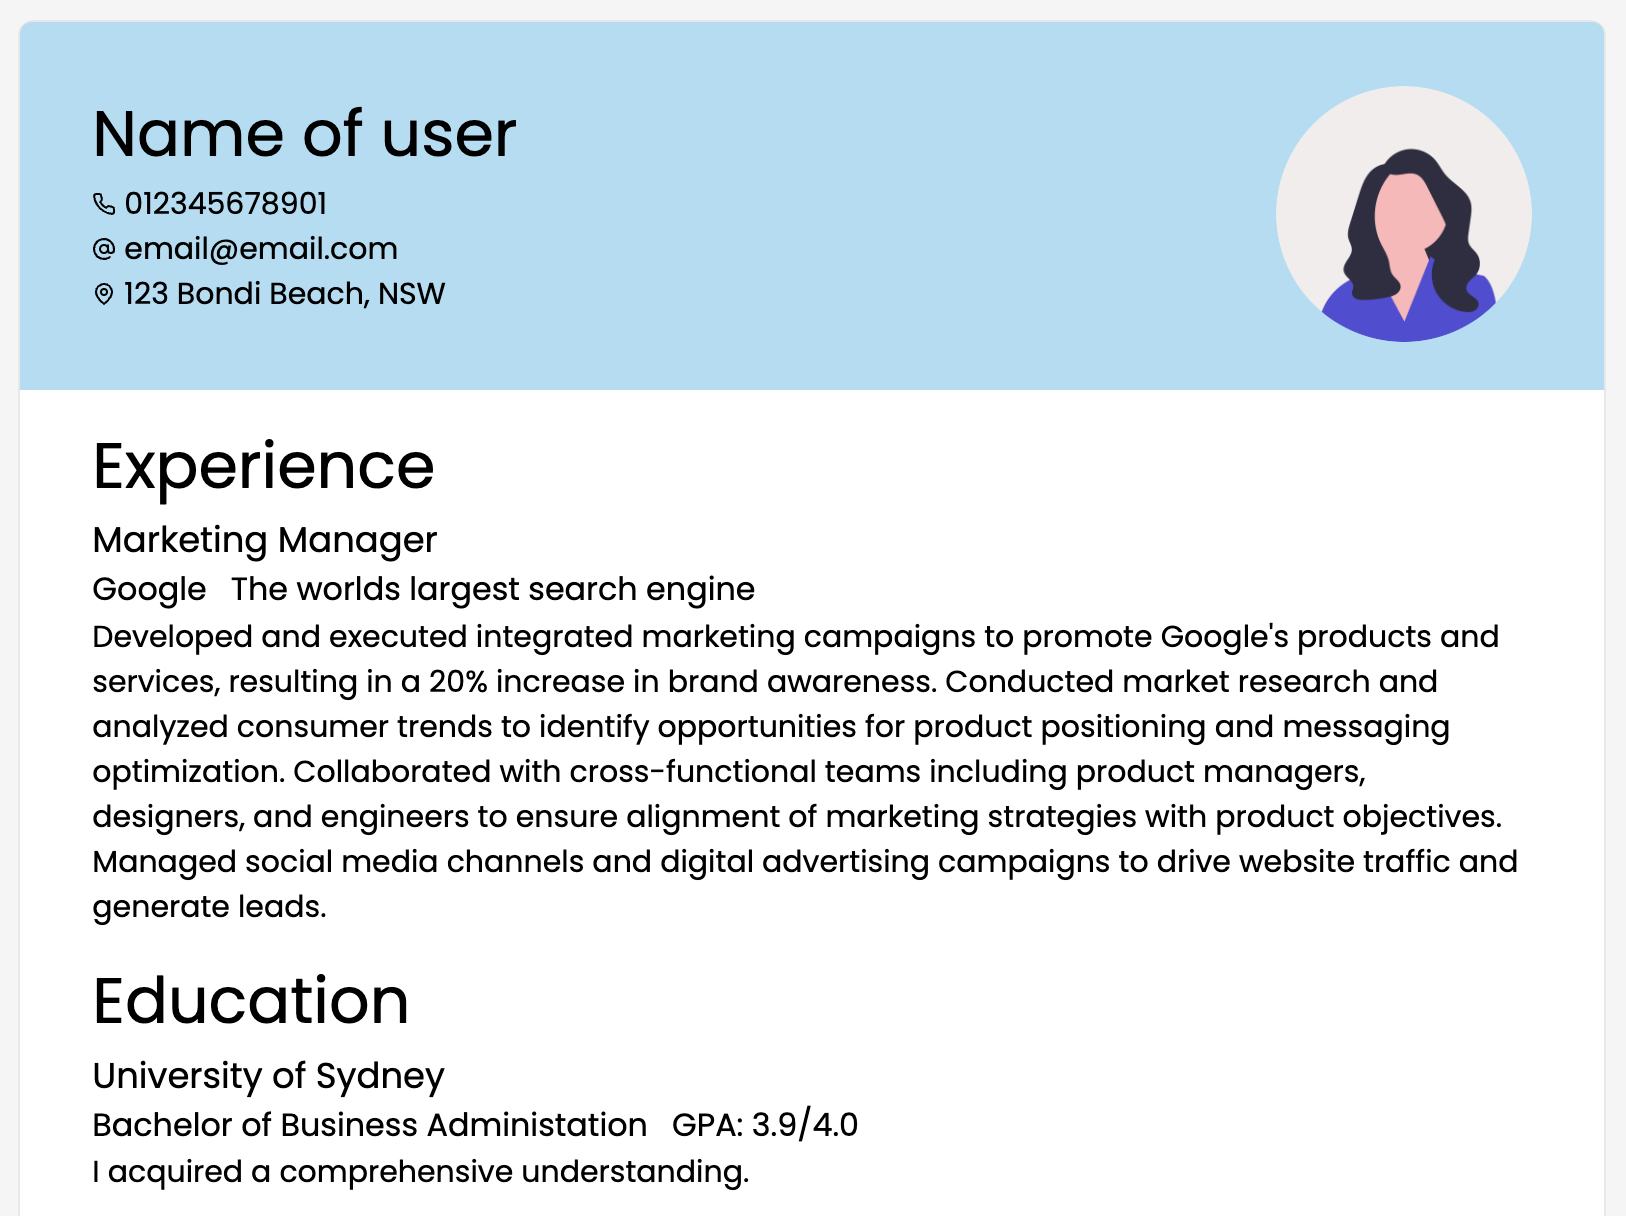 Name of user
012345678901
email@email.com
123 Bondi Beach, NSW
Experience
Marketing Manager
Google The worlds largest search engine
Developed and executed integrated marketing campaigns to promote Google's products and
services, resulting in a 20% increase in brand awareness. Conducted market research and
analyzed consumer trends to identify opportunities for product positioning and messaging
optimization. Collaborated with cross-functional teams including product managers,
designers, and engineers to ensure alignment of marketing strategies with product objectives.
Managed social media channels and digital advertising campaigns to drive website traffic and
generate leads.
Education
University of Sydney
Bachelor of Business Administation GPA: 3.9/4.0
I acquired a comprehensive understanding.